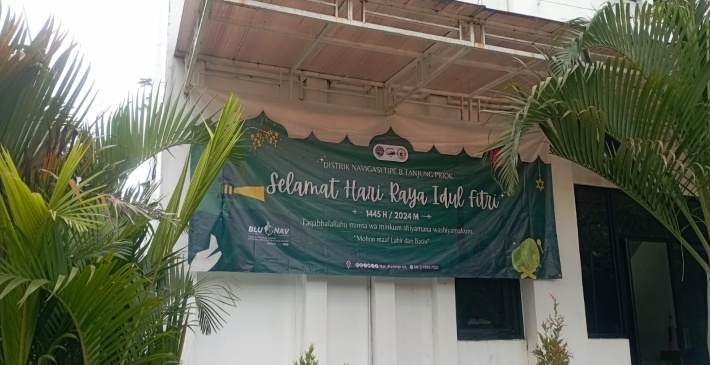 DISTRIK NAVIGASI TIPE B TANJUNG PRIOK
Selamat Hari Raya Idul Fitri
1445 H / 2024 M
Taqabbalallahu minna wa minkum shiyamana washiyamakum.
"Mohon maaf Lahir dan Batin"
BLU NAV